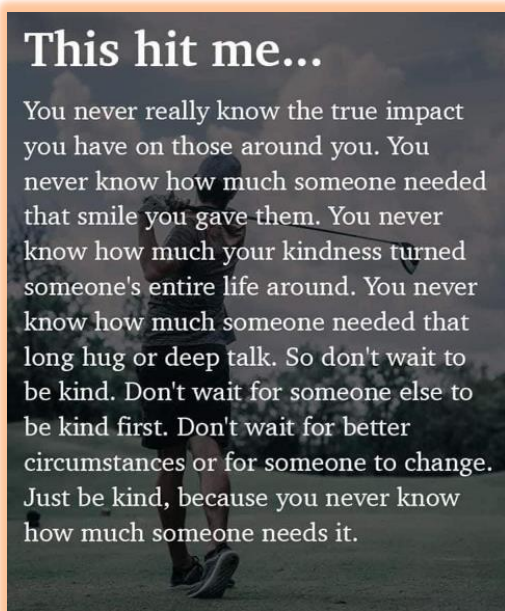 This hit me...
You never really know the true impact
you have on those around you. You
never know how much someone needed
that smile you gave them. You never
know how much your kindness turned
someone's entire life around. You never
know how much someone needed that
long hug or deep talk. So don't wait to
be kind. Don't wait for someone else to
be kind first. Don't wait for better
circumstances or for someone to change.
Just be kind, because you never know
how much someone needs it.